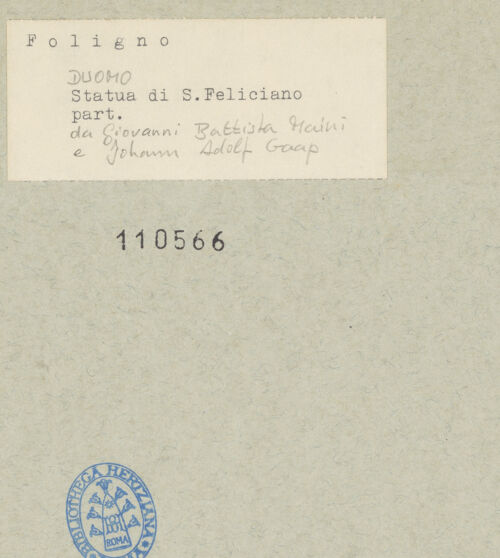 Foligno
DUOMO
Statua di S.Feliciano
part.
da Giovanni Battista Maini
e Johann Adolf Gaap
110566
BIBLIOTHECA HERTZIANA
ROMA